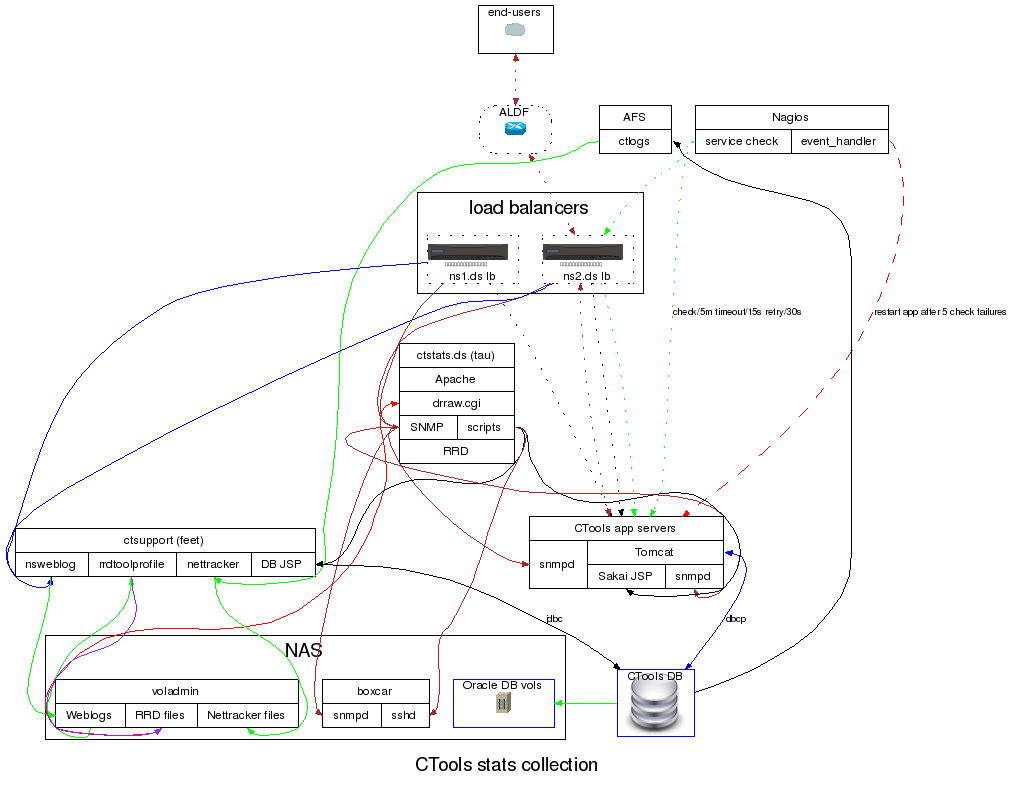 end-users
ALDF
AFS
ctlogs
Nagios
service check
event_handler
load balancers
ns1.ds lb
ns2.ds lb
check/5m timeout/15s retry/30s
restart app after 5 check failures
ctstats.ds (tau)
Apache
drraw.cgi
SNMP
scripts
RRD
ctsupport (feet)
nsweblog
rrdtoolprofile
nettracker
DB JSP
CTools app servers
snmpd
Tomcat
Sakai JSP
snmpd
jdbc
dbcp
NAS
voladmin
Weblogs
RRD files
Nettracker files
boxcar
snmpd
sshd
Oracle DB vols
CTools DB
CTools stats collection